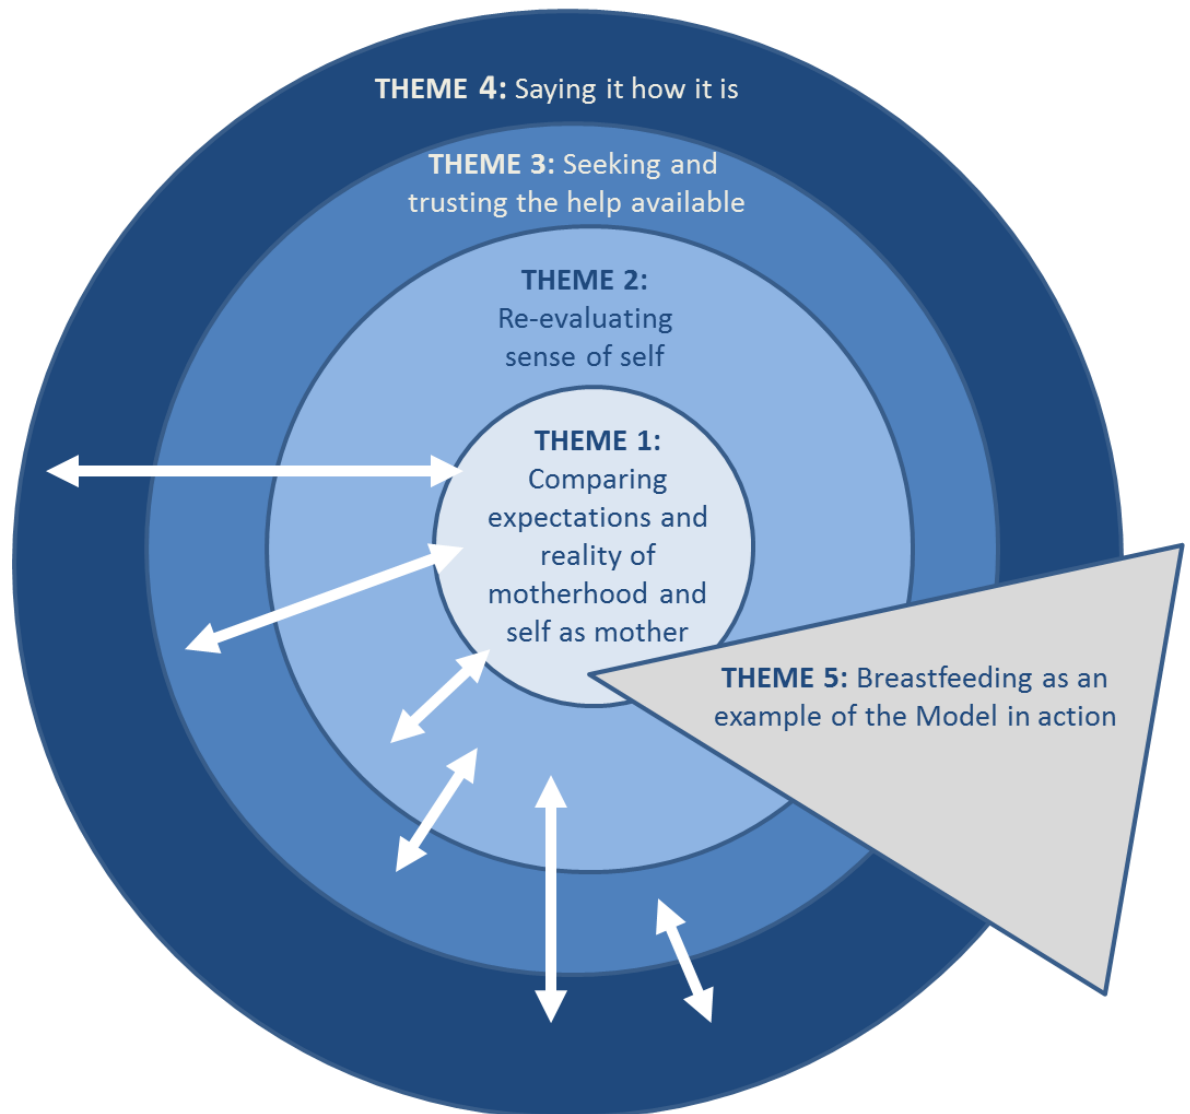 THEME 4: Saying it how it is
THEME 3: Seeking and
trusting the help available
THEME 2:
Re-evaluating
sense of self
THEME 1:
Comparing
expectations and
reality of
motherhood and
self as mother
THEME 5: Breastfeeding as an
example of the Model in action